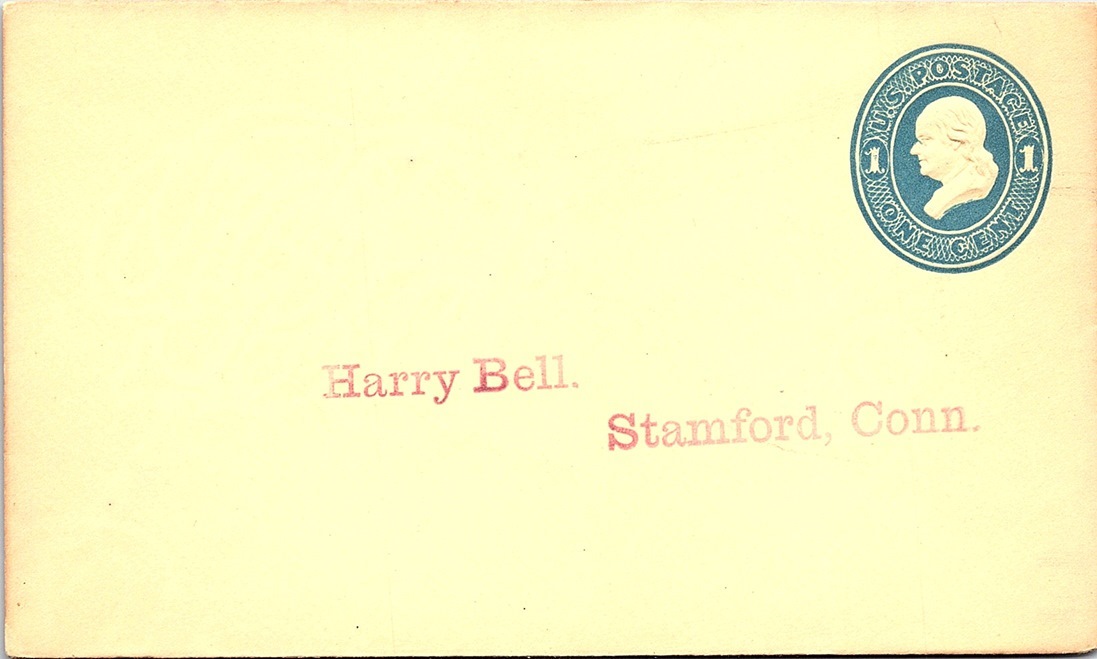 U.S. POSTAGE
1 1
ONE CENT
Harry Bell.
Stamford, Conn.